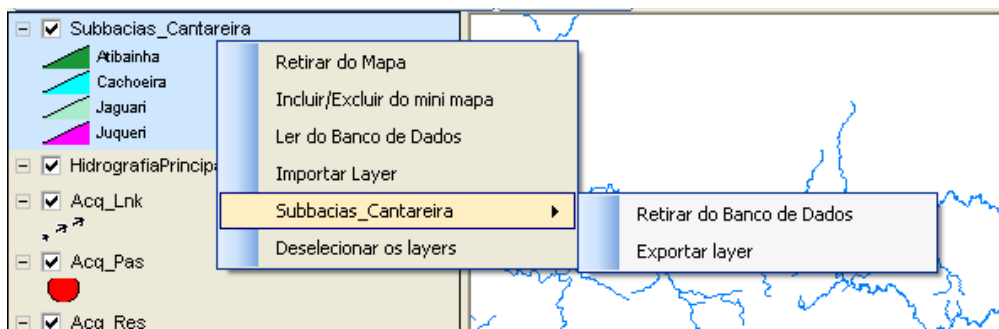 Subbacias_Cantareira
Atibainha
Cachoeira
Jaguari
Juqueri
HidrografiaPrincipa
Acq_Lnk
Acq_Pas
Acq_Res
Retirar do Mapa
Incluir/Excluir do mini mapa
Ler do Banco de Dados
Importar Layer
Subbacias_Cantareira
Deselecionar os layers
Retirar do Banco de Dados
Exportar layer